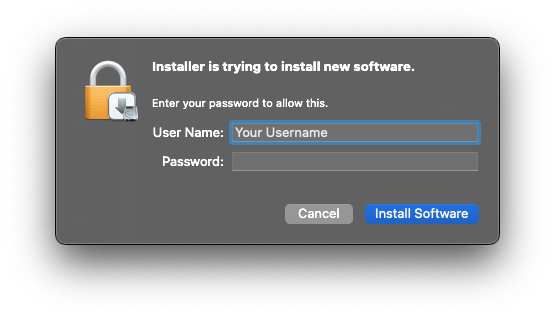 Installer is trying to install new software.
Enter your password to allow this.
User Name: Your Username
Password:
Cancel Install Software